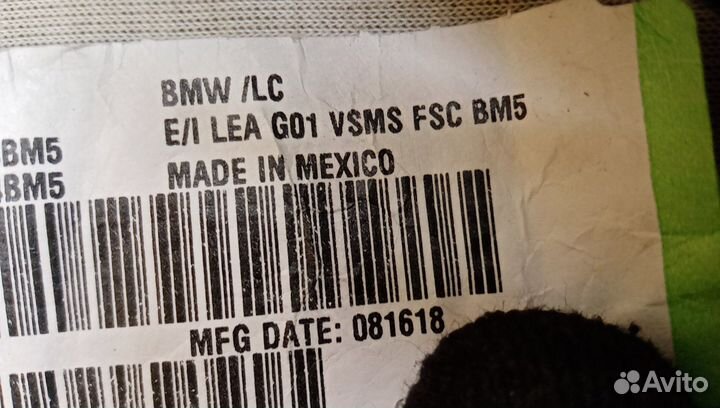 BMW /LC
E/I LEA G01 VSMS FSC BM5
BM5
BM5
MADE IN MEXICO
MFG DATE: 081618
Avito